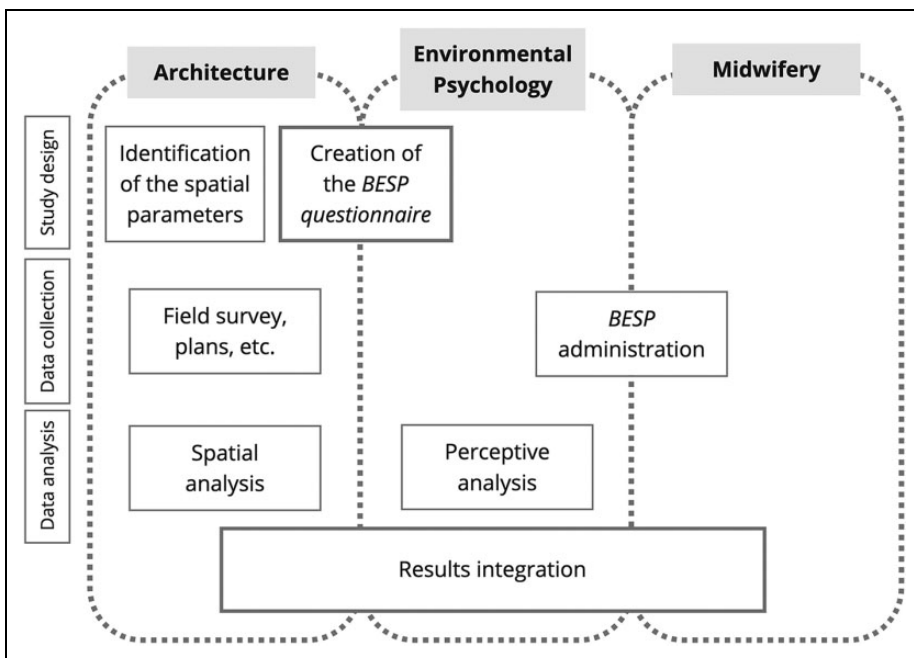 Architecture
Environmental
Psychology
Midwifery
Study design
Identification
of the spatial
parameters
Creation of
the BESP
questionnaire
Data collection
Field survey,
plans, etc.
BESP
administration
Data analysis
Spatial
analysis
Perceptive
analysis
Results integration